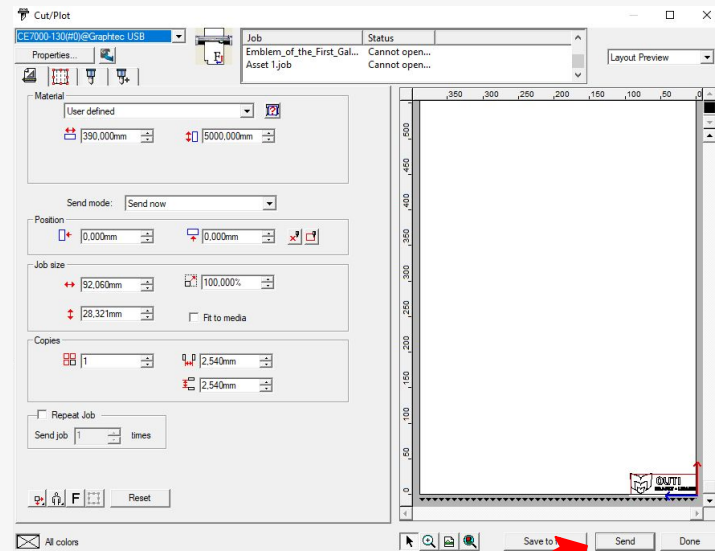 Cut/Plot
CE7000-130(#0)@Graphtec USB
Properties...
Job Status
Emblem_of_the_First_Gal... Cannot open...
Asset 1.job Cannot open...
Layout Preview
Material
User defined
390,000mm 5000,000mm
Send mode: Send now
Position
0,000mm 0,000mm
Job size
92,060mm 100,000%
28,321mm Fit to media
Copies
1 2,540mm
2,540mm
Repeat Job
Send job 1 times
F Reset
All colors
350 300 250 200 150 100 50 0
500
450
400
350
300
250
200
150
100
50
0
OUTI
Save to
Send
Done